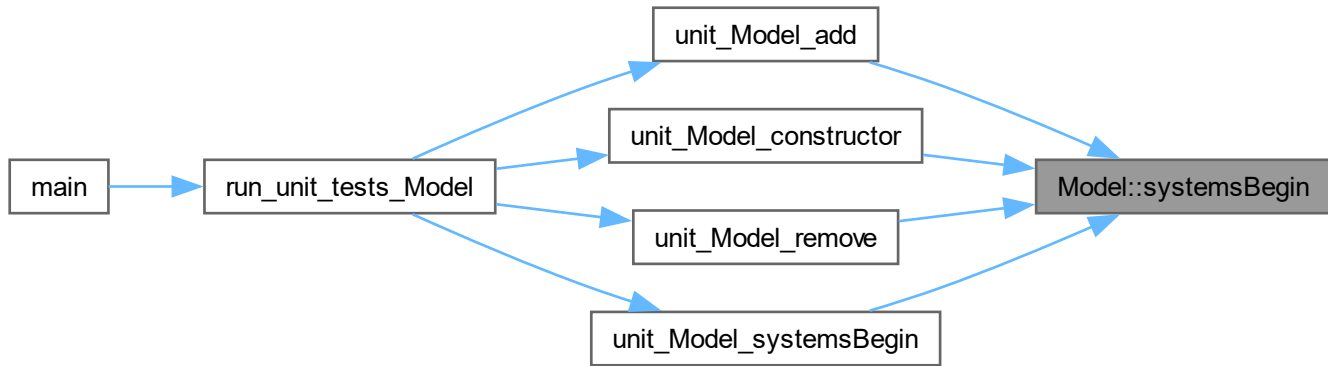 unit_Model_add
unit_Model_constructor
main
run_unit_tests_Model
Model::systemsBegin
unit_Model_remove
unit_Model_systemsBegin